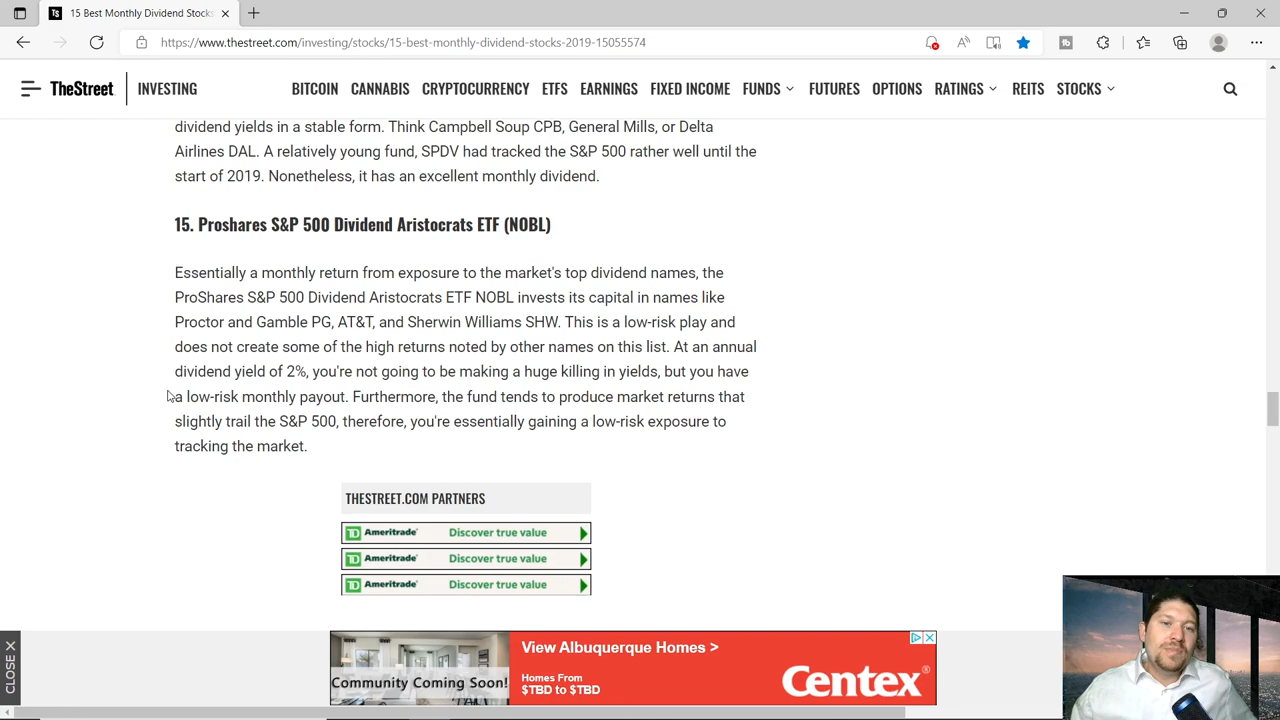 15 Best Monthly Dividend Stocks
https://www.thestreet.com/investing/stocks/15-best-monthly-dividend-stocks-2019-15055574
TheStreet INVESTING BITCOIN CANNABIS CRYPTOCURRENCY ETFS EARNINGS FIXED INCOME FUNDS FUTURES OPTIONS RATINGS REITS STOCKS
dividend yields in a stable form. Think Campbell Soup CPB, General Mills, or Delta
Airlines DAL. A relatively young fund, SPDV had tracked the S&P 500 rather well until the
start of 2019. Nonetheless, it has an excellent monthly dividend.
15. Proshares S&P 500 Dividend Aristocrats ETF (NOBL)
Essentially a monthly return from exposure to the market's top dividend names, the
ProShares S&P 500 Dividend Aristocrats ETF NOBL invests its capital in names like
Proctor and Gamble PG, AT&T, and Sherwin Williams SHW. This is a low-risk play and
does not create some of the high returns noted by other names on this list. At an annual
dividend yield of 2%, you're not going to be making a huge killing in yields, but you have
a low-risk monthly payout. Furthermore, the fund tends to produce market returns that
slightly trail the S&P 500, therefore, you're essentially gaining a low-risk exposure to
tracking the market.
THESTREET.COM PARTNERS
TD Ameritrade Discover true value
TD Ameritrade Discover true value
TD Ameritrade Discover true value
CLOSE
Community Coming Soon!
View Albuquerque Homes >
Homes From
$TBD to $TBD
Centex®